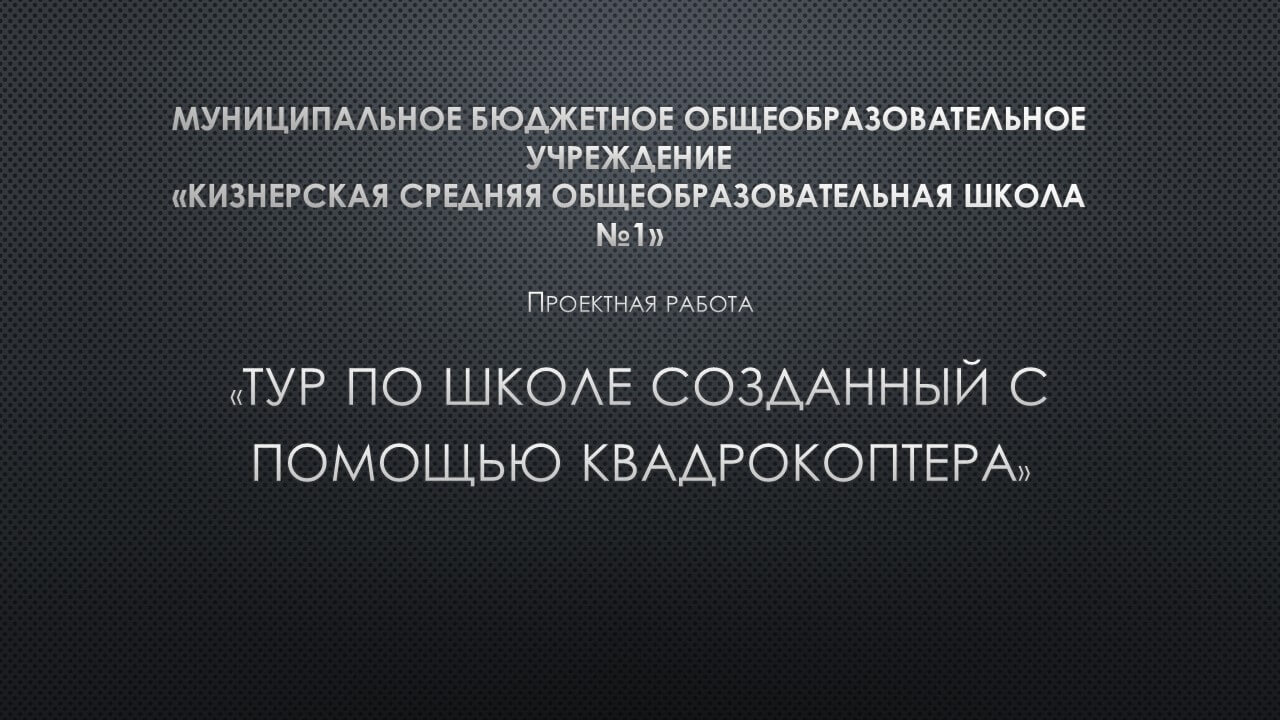 МУНИЦИПАЛЬНОЕ БЮДЖЕТНОЕ ОБЩЕОБРАЗОВАТЕЛЬНОЕ
УЧРЕЖДЕНИЕ
«КИЗНЕРСКАЯ СРЕДНЯЯ ОБЩЕОБРАЗОВАТЕЛЬНАЯ ШКОЛА
№1»
Проектная работа
«ТУР ПО ШКОЛЕ СОЗДАННЫЙ С
ПОМОЩЬЮ КВАДРОКОПТЕРА»